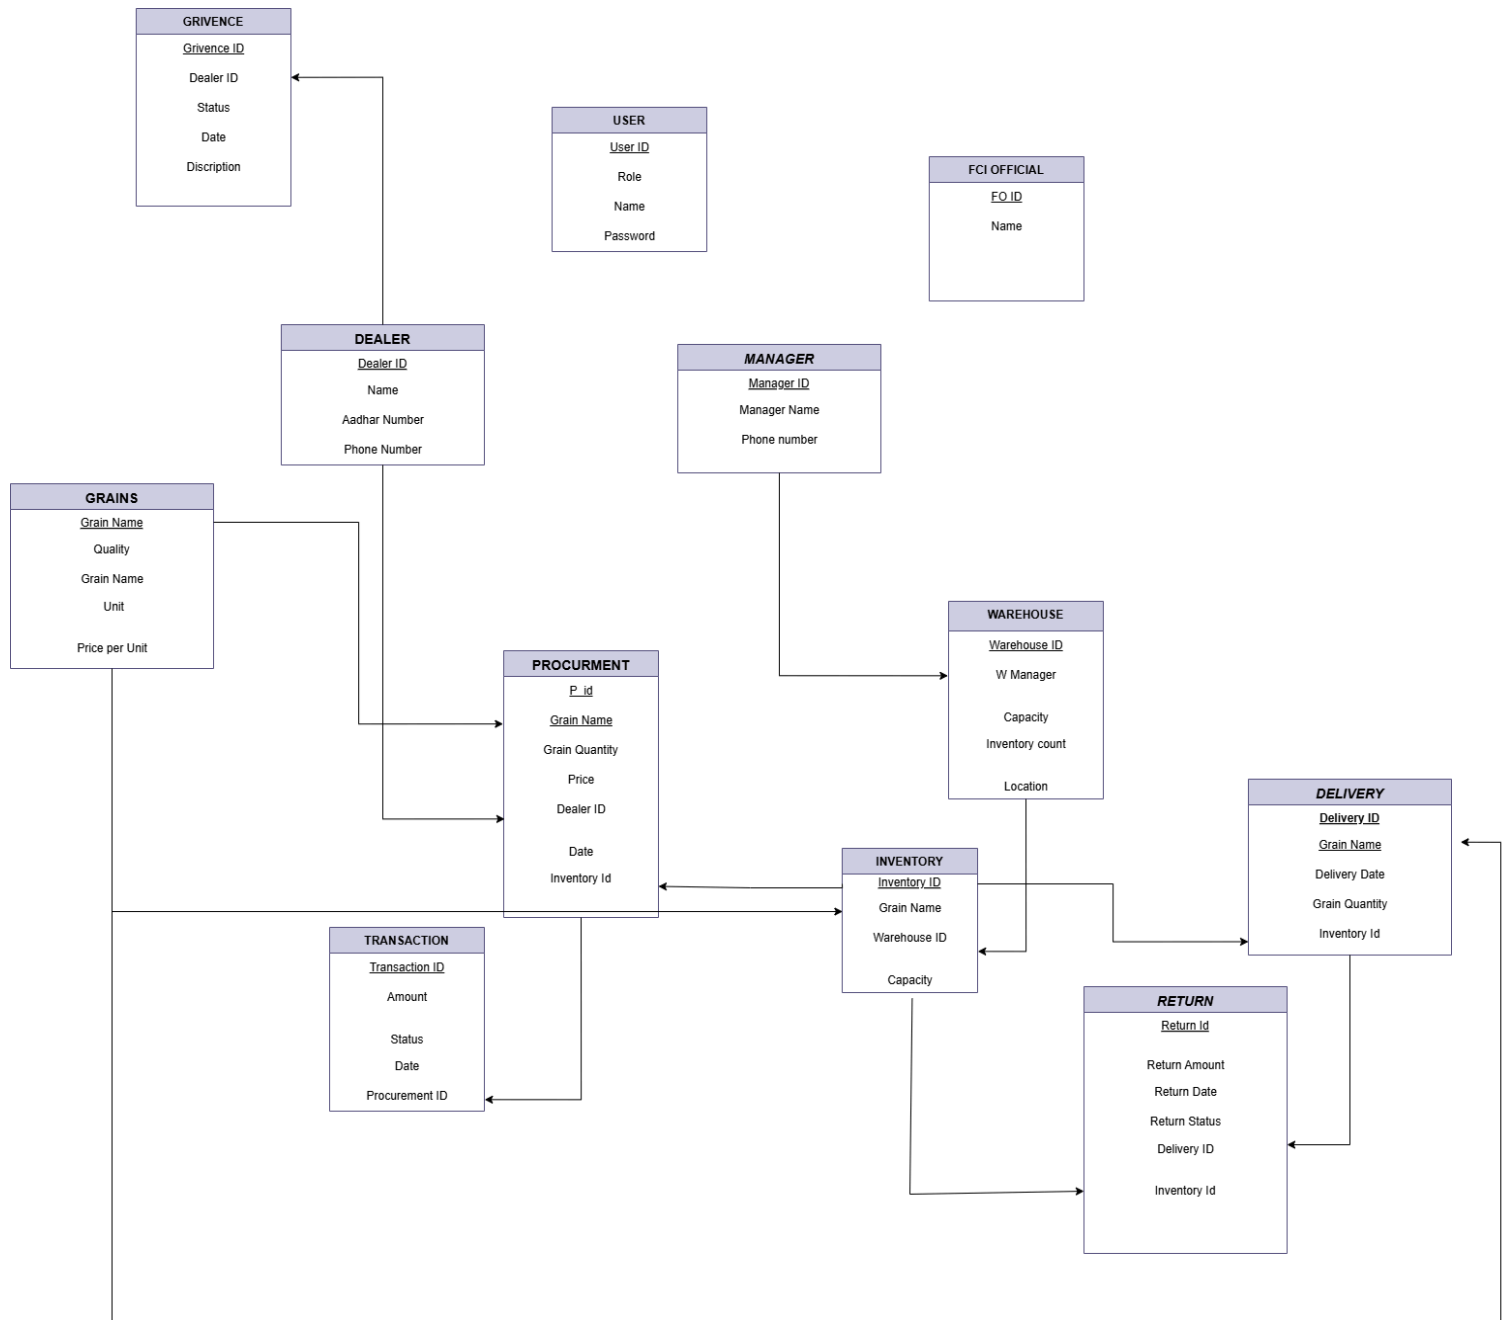 GRIVENCE
Grivence ID
Dealer ID
Status
Date
Discription
USER
User ID
Role
Name
Password
FCI OFFICIAL
FO ID
Name
DEALER
Dealer ID
Name
Aadhar Number
Phone Number
MANAGER
Manager ID
Manager Name
Phone number
GRAINS
Grain Name
Quality
Grain Name
Unit
Price per Unit
PROCURMENT
P_id
Grain Name
Grain Quantity
Price
Dealer ID
Date
Inventory Id
WAREHOUSE
Warehouse ID
W Manager
Capacity
Inventory count
Location
DELIVERY
Delivery ID
Grain Name
Delivery Date
Grain Quantity
Inventory Id
INVENTORY
Inventory ID
Grain Name
Warehouse ID
Capacity
TRANSACTION
Transaction ID
Amount
Status
Date
Procurement ID
RETURN
Return Id
Return Amount
Return Date
Return Status
Delivery ID
Inventory Id